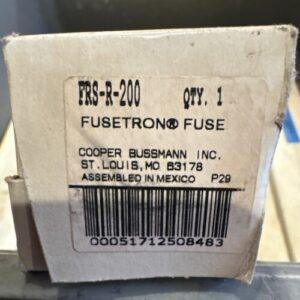 FRS-R-200 QTY. 1
FUSETRON® FUSE
COOPER BUSSMANN INC.
ST. LOUIS, MO 63178
ASSEMBLED IN MEXICO P29
00051712508483